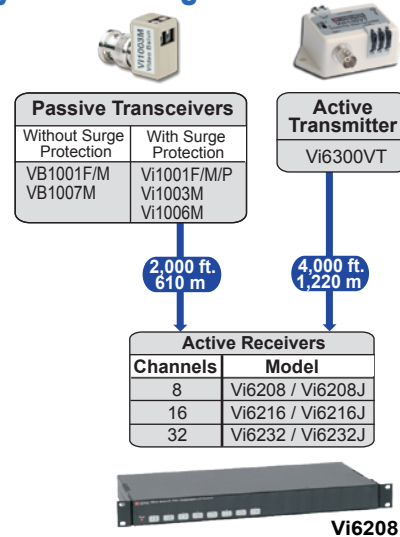 VI1003M
Passive Transceivers
Without Surge Protection
With Surge Protection
VB1001F/M
VB1007M
Vi1001F/M/P
Vi1003M
Vi1006M
Active
Transmitter
Vi6300VT
2,000 ft.
610 m
4,000 ft.
1,220 m
Active Receivers
Channels
Model
8
Vi6208 / Vi6208J
16
Vi6216 / Vi6216J
32
Vi6232 / Vi6232J
Vi6208